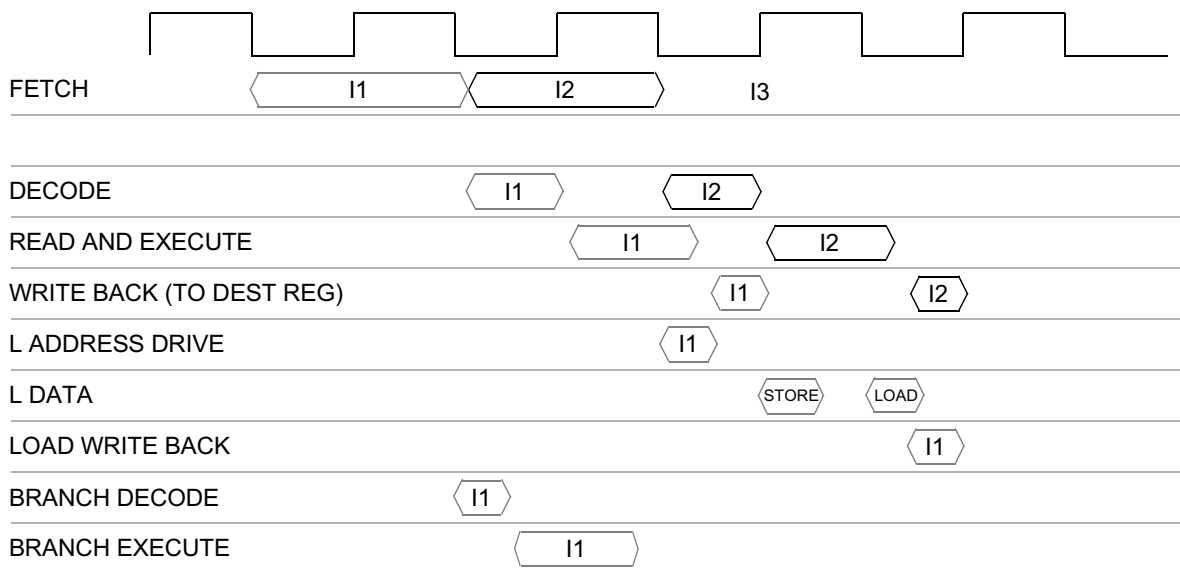 FETCH I1 I2 I3
DECODE I1 I2
READ AND EXECUTE I1 I2
WRITE BACK (TO DEST REG) I1 I2
L ADDRESS DRIVE I1
L DATA STORE LOAD
LOAD WRITE BACK I1
BRANCH DECODE I1
BRANCH EXECUTE I1